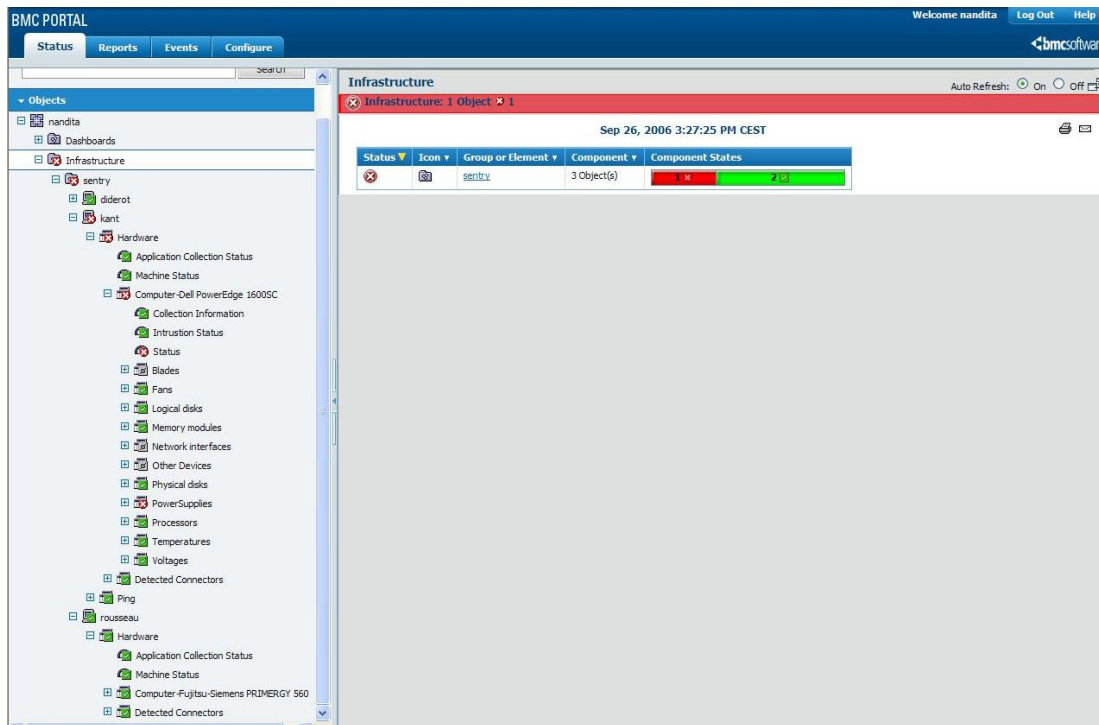 BMC PORTAL
Welcome nandita Log Out Help
Status Reports Events Configure
bmcsoftwar
Search
Objects
nandita
Dashboards
Infrastructure
sentry
diderot
kant
Hardware
Application Collection Status
Machine Status
Computer-Dell PowerEdge 1600SC
Collection Information
Intrustion Status
Status
Blades
Fans
Logical disks
Memory modules
Network interfaces
Other Devices
Physical disks
PowerSupplies
Processors
Temperatures
Voltages
Detected Connectors
Ping
rousseau
Hardware
Application Collection Status
Machine Status
Computer-Fujitsu-Siemens PRIMERGY 560
Detected Connectors
Infrastructure
Auto Refresh: On Off
Infrastructure: 1 Object 1
Sep 26, 2006 3:27:25 PM CEST
Status Icon Group or Element Component Component States
sentry 3 Object(s) 1 2